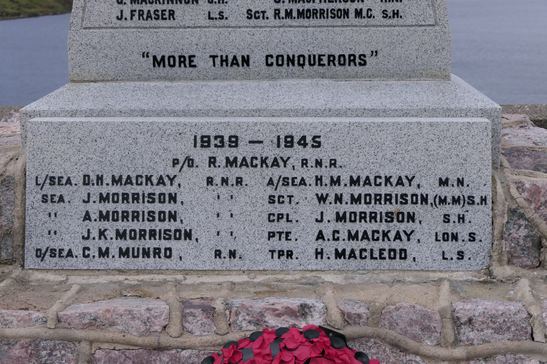 J. FRASER L.S. SGT. R.M. MORRISON M.C. S.H.
"MORE THAN CONQUERORS"
1939 — 1945
P/O. R. MACKAY, R.N.R.
L/SEA. D.H. MACKAY, R.N.R. A/SEA. H.M. MACKAY, M.N.
SEA. J. MORRISON, " " SGT. W.N. MORRISON, (M.M) S.H
" A. MORRISON, " " CPL. J. MORRISON, S.H.
" J.K. MORRISON, " " PTE. A.C. MACKAY, LON.S.
O/SEA. C.M. MUNRO, R.N. TPR. H. MACLEOD, L.S.